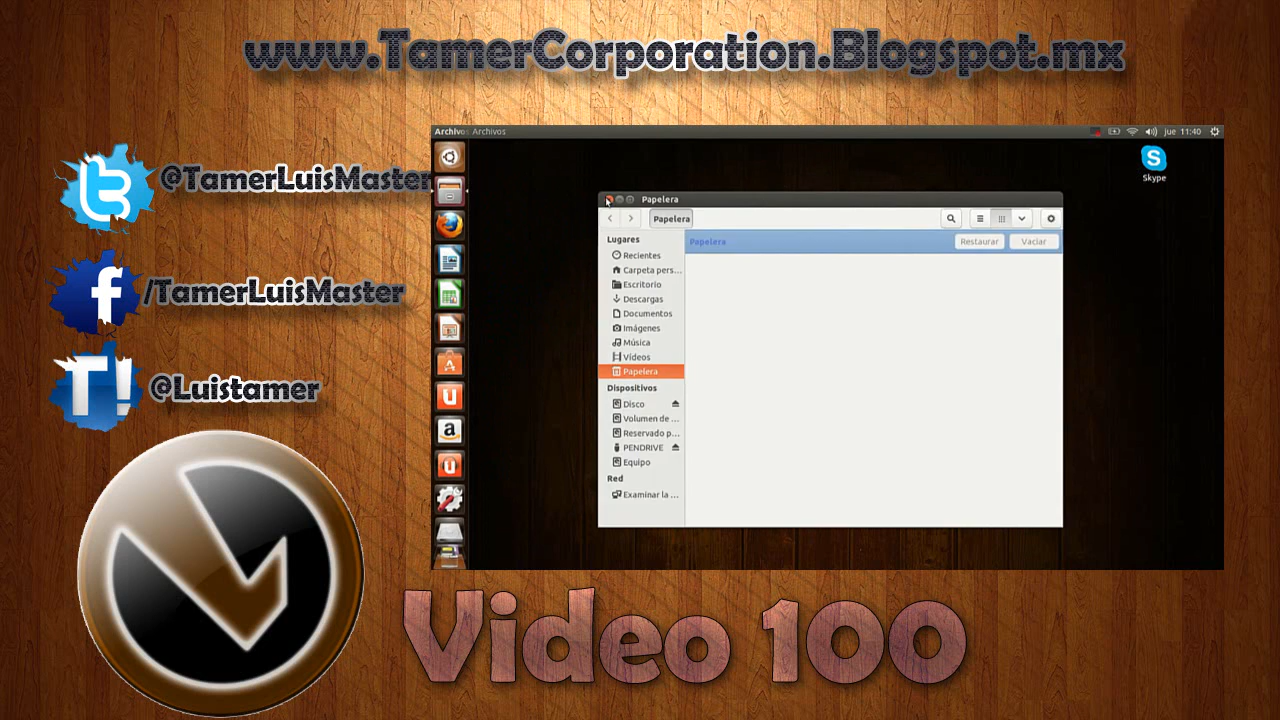 www.TamerCorporation.Blogspot.mx
@TamerLuisMaster
/TamerLuisMaster
@Luistamer
Archivos Archivos
jue 11:40
Skype
Papelera
Papelera
Papelera
Restaurar
Vaciar
Lugares
Recientes
Carpeta pers...
Escritorio
Descargas
Documentos
Imágenes
Música
Vídeos
Papelera
Dispositivos
Disco
Volumen de ...
Reservado p...
PENDRIVE
Equipo
Red
Examinar la ...
Video 100